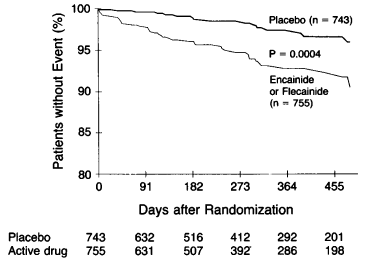 100
Placebo (n = 743)
P = 0.0004
95
Encainide
or Flecainide
(n = 755)
90
85
80
Patients without Event (%)
0 91 182 273 364 455
Days after Randomization
Placebo 743 632 516 412 292 201
Active drug 755 631 507 392 286 198